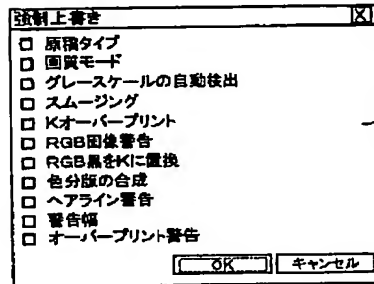 強制上書き
原稿タイプ
画質モード
グレースケールの自動検出
スムージング
Kオーバープリント
RGB画像警告
RGB黒をKに置換
色分版の合成
ヘアライン警告
警告幅
オーバープリント警告
OK キャンセル